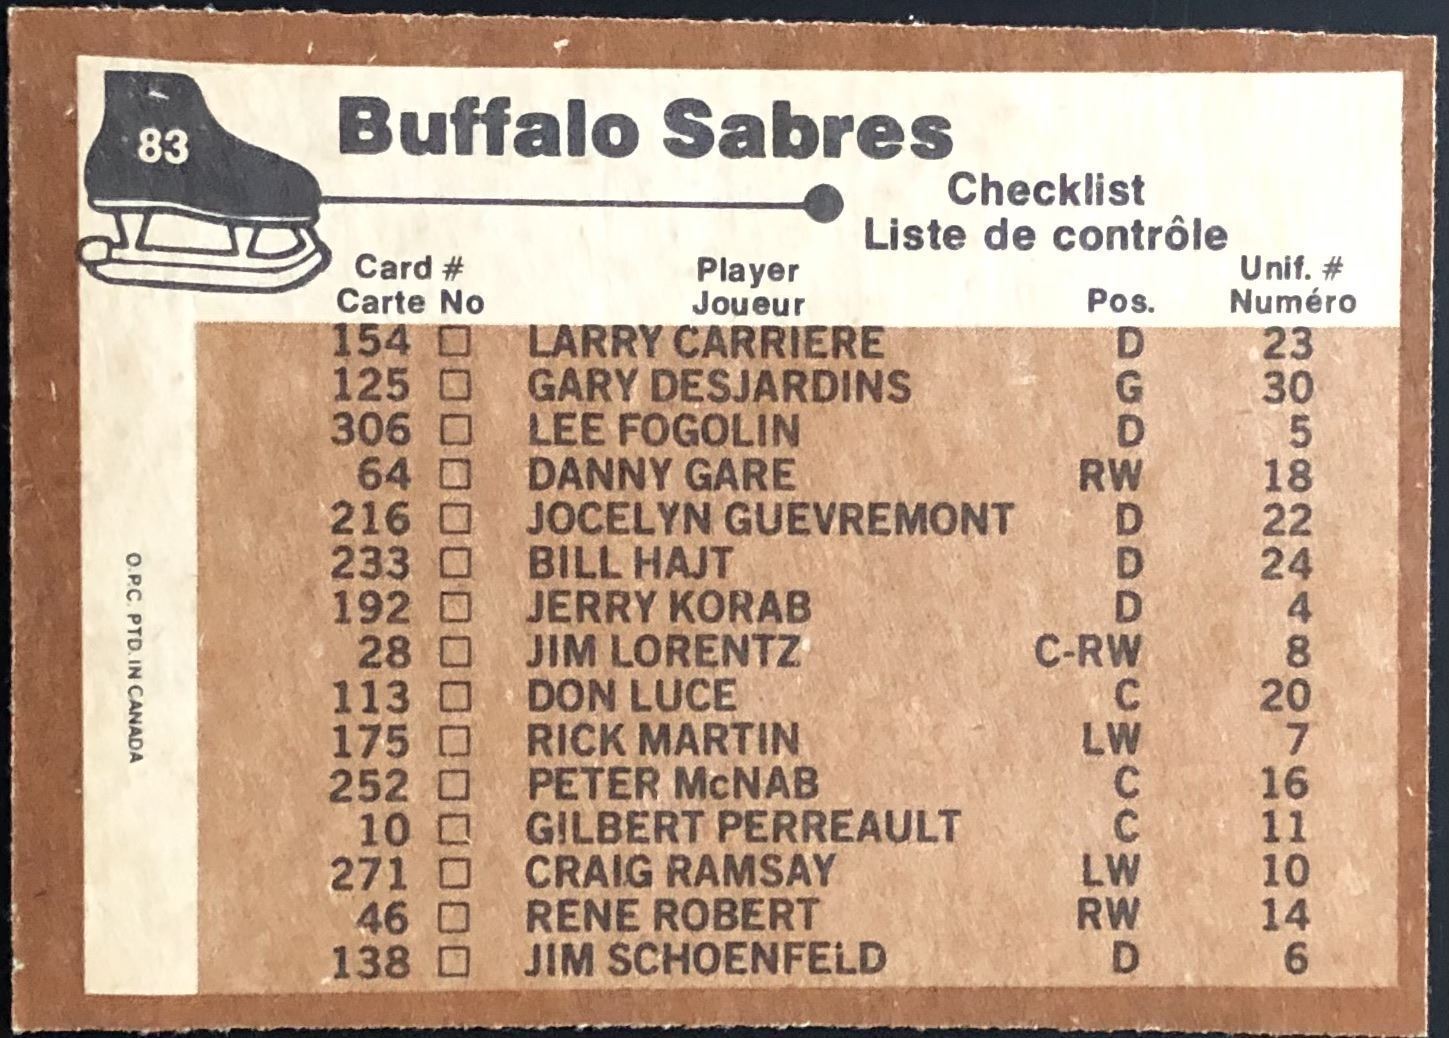 83
Buffalo Sabres
Checklist
Liste de contrôle
Card # Player Unif. #
Carte No Joueur Pos. Numéro
154 □ LARRY CARRIERE D 23
125 □ GARY DESJARDINS G 30
306 □ LEE FOGOLIN D 5
64 □ DANNY GARE RW 18
216 □ JOCELYN GUEVREMONT D 22
233 □ BILL HAJT D 24
192 □ JERRY KORAB D 4
28 □ JIM LORENTZ C-RW 8
113 □ DON LUCE C 20
175 □ RICK MARTIN LW 7
252 □ PETER McNAB C 16
10 □ GILBERT PERREAULT C 11
271 □ CRAIG RAMSAY LW 10
46 □ RENE ROBERT RW 14
138 □ JIM SCHOENFELD D 6
O.P.C. PTD. IN CANADA